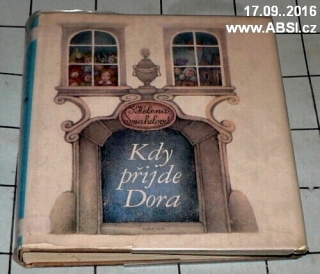 17.09..2016
www.ABSI.cz
Helena
Šmahelová
Kdy
přijde
Dora